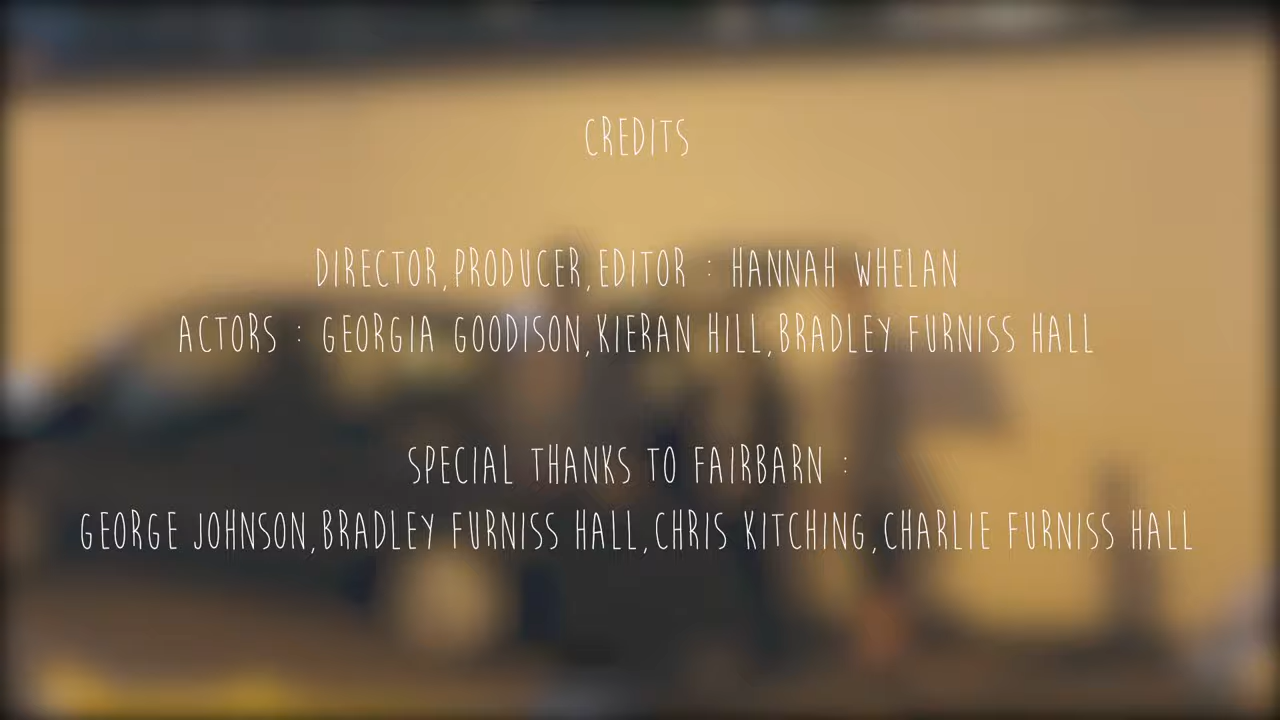 CREDITS
DIRECTOR,PRODUCER,EDITOR : HANNAH WHELAN
ACTORS : GEORGIA GOODISON,KIERAN HILL,BRADLEY FURNISS HALL
SPECIAL THANKS TO FAIRBARN :
GEORGE JOHNSON,BRADLEY FURNISS HALL,CHRIS KITCHING,CHARLIE FURNISS HALL